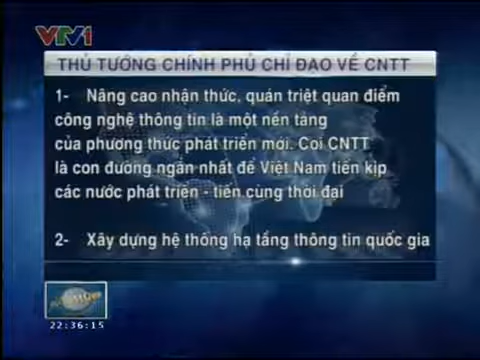 VTV1
THỦ TƯỚNG CHÍNH PHỦ CHỈ ĐẠO VỀ CNTT
1- Nâng cao nhận thức, quán triệt quan điểm
công nghệ thông tin là một nền tảng
của phương thức phát triển mới. Coi CNTT
là con đường ngắn nhất để Việt Nam tiến kịp
các nước phát triển - tiến cùng thời đại
2- Xây dựng hệ thống hạ tầng thông tin quốc gia
22:36:15